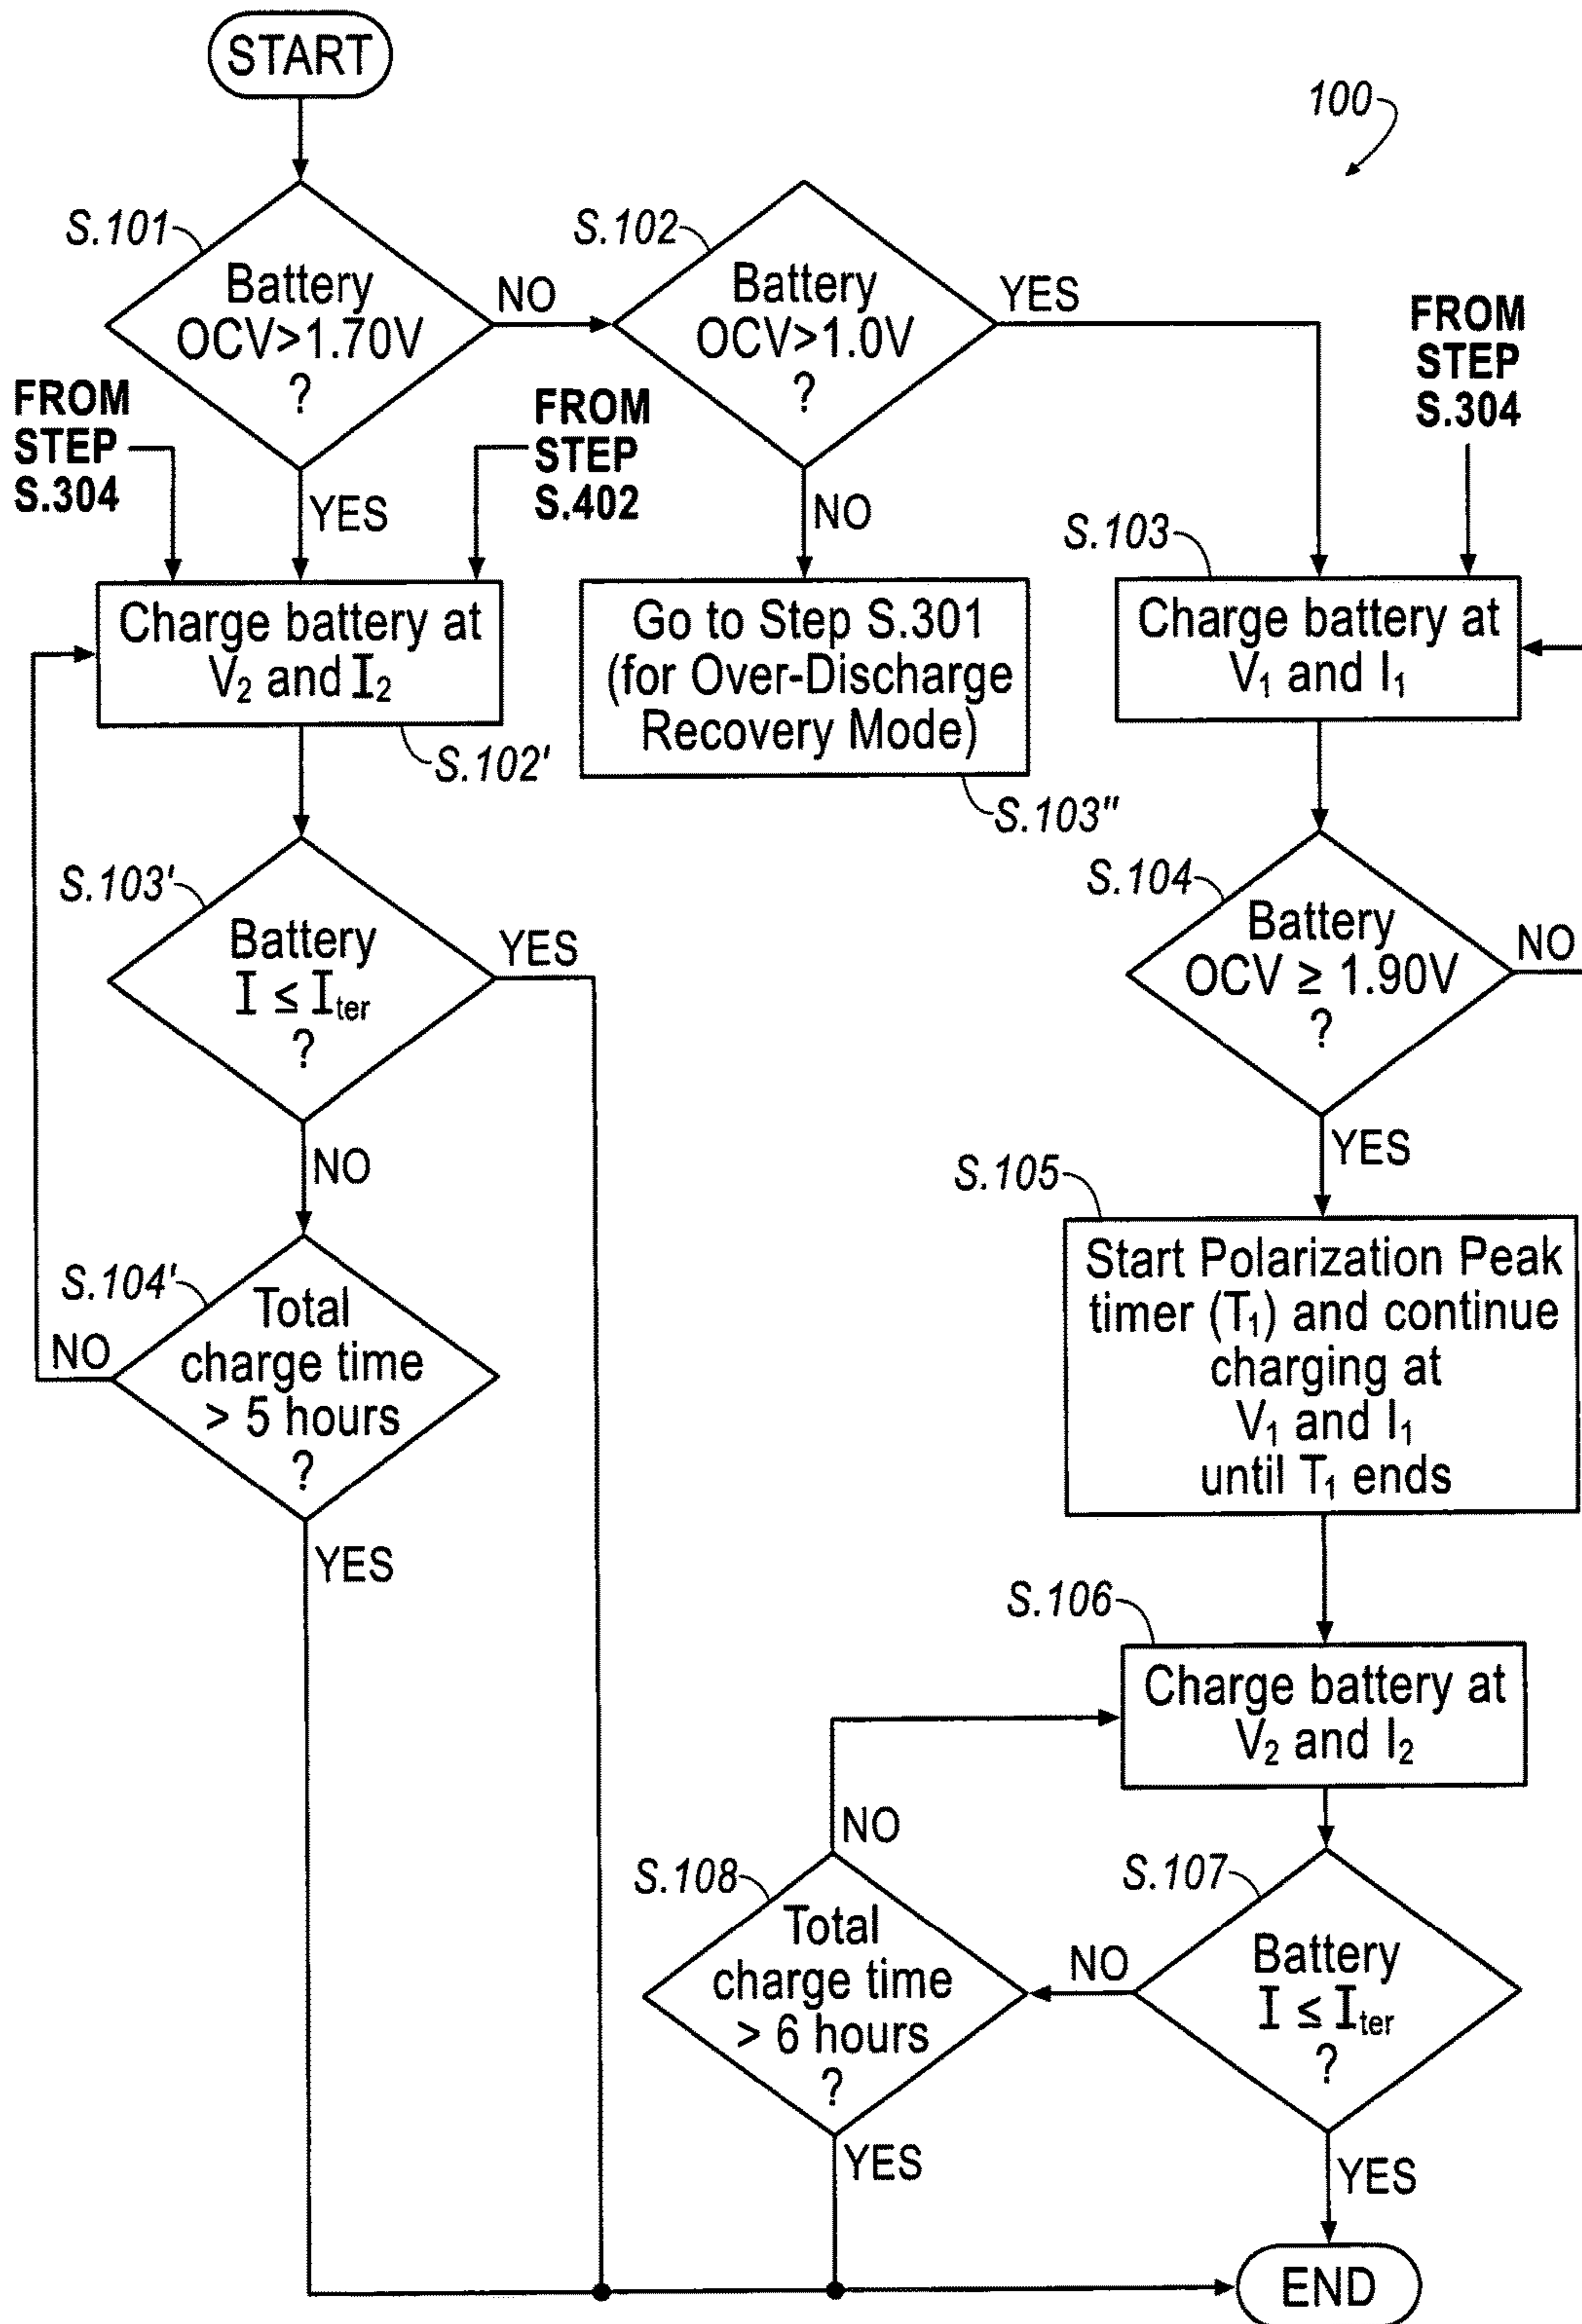 START
100
S.101
Battery
OCV>1.70V
?
NO
S.102
Battery
OCV>1.0V
?
YES
FROM
STEP
S.304
FROM
STEP
S.304
YES
FROM
STEP
S.402
NO
S.103
Charge battery at
V₂ and I₂
S.102'
Go to Step S.301
(for Over-Discharge
Recovery Mode)
S.103"
Charge battery at
V₁ and I₁
S.103'
Battery
I ≤ Iter
?
YES
NO
S.104
Battery
OCV ≥ 1.90V
?
NO
YES
S.104'
Total
charge time
> 5 hours
?
NO
YES
S.105
Start Polarization Peak
timer (T₁) and continue
charging at
V₁ and I₁
until T₁ ends
S.106
Charge battery at
V₂ and I₂
NO
S.108
Total
charge time
> 6 hours
?
YES
NO
S.107
Battery
I ≤ Iter
?
YES
END